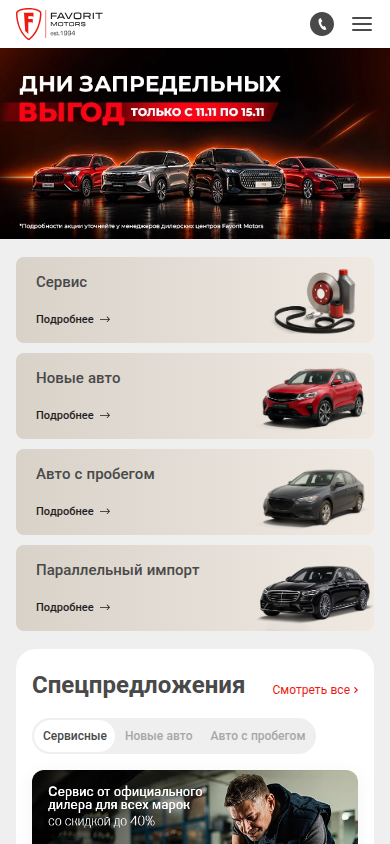 FAVORIT
MOTORS
est.1994
ДНИ ЗАПРЕДЕЛЬНЫХ
ВЫГОД ТОЛЬКО С 11.11 ПО 15.11
*Подробности акции уточняйте у менеджеров дилерских центров Favorit Motors
Сервис
Подробнее →
Новые авто
Подробнее →
Авто с пробегом
Подробнее →
Параллельный импорт
Подробнее →
Спецпредложения
Смотреть все ›
Сервисные Новые авто Авто с пробегом
Сервис от официального
дилера для всех марок
со скидкой до 40%